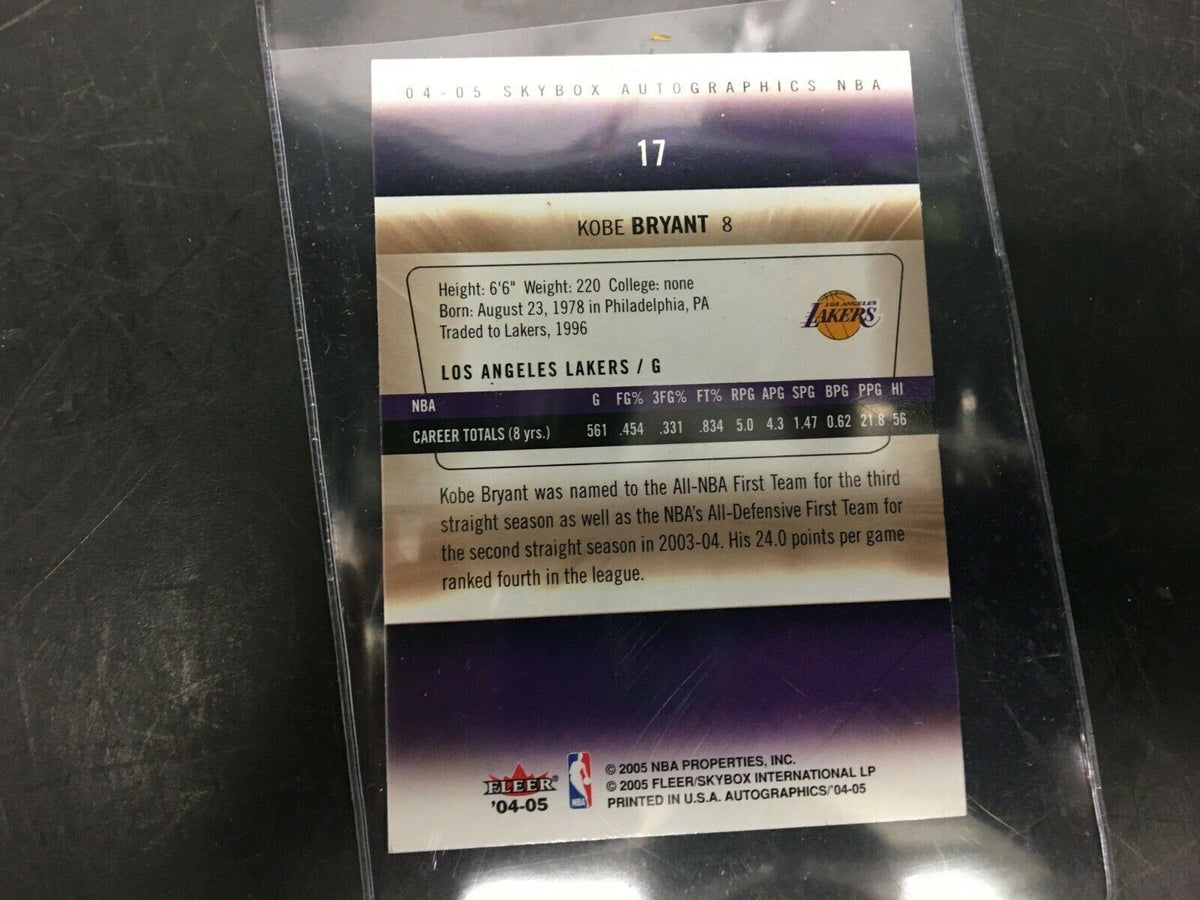 04-05 SKYBOX AUTOGRAPHICS NBA
17
KOBE BRYANT 8
Height: 6'6" Weight: 220 College: none
Born: August 23, 1978 in Philadelphia, PA
Traded to Lakers, 1996
LOS ANGELES
LAKERS
LOS ANGELES LAKERS / G
NBA G FG% 3FG% FT% RPG APG SPG BPG PPG HI
CAREER TOTALS (8 yrs.) 561 .454 .331 .834 5.0 4.3 1.47 0.62 21.8 56
Kobe Bryant was named to the All-NBA First Team for the third
straight season as well as the NBA's All-Defensive First Team for
the second straight season in 2003-04. His 24.0 points per game
ranked fourth in the league.
FLEER®
'04-05
NBA
© 2005 NBA PROPERTIES, INC.
© 2005 FLEER/SKYBOX INTERNATIONAL LP
PRINTED IN U.S.A. AUTOGRAPHICS/'04-05